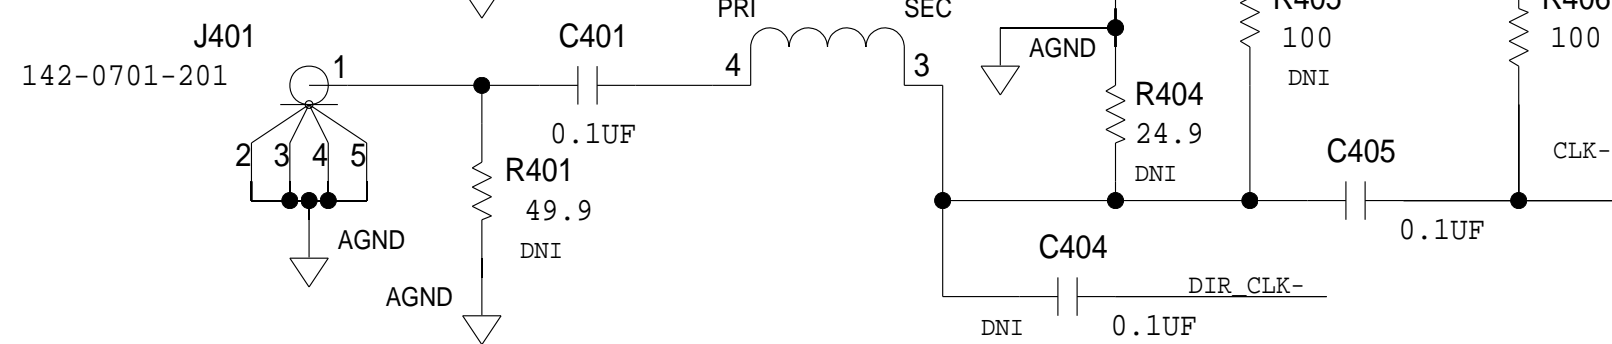 PRI SEC
J401 C401 R405 R406
142-0701-201 1 4 3 AGND 100 100
DNI
R404
0.1UF 24.9
2 3 4 5 R401 DNI C405 CLK-
49.9
AGND DNI 0.1UF
C404
AGND DIR_CLK-
DNI 0.1UF